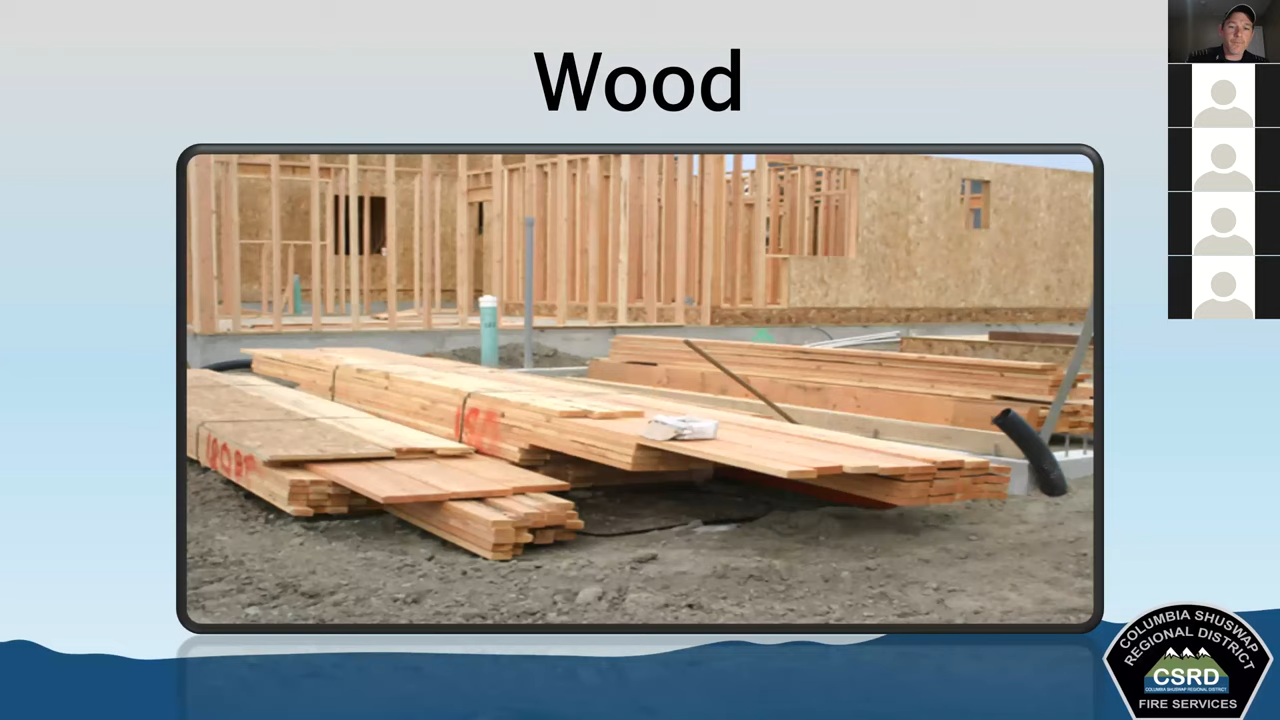 Wood
COLUMBIA SHUSWAP
REGIONAL DISTRICT
CSRD
COLUMBIA SHUSWAP REGIONAL DISTRICT
FIRE SERVICES